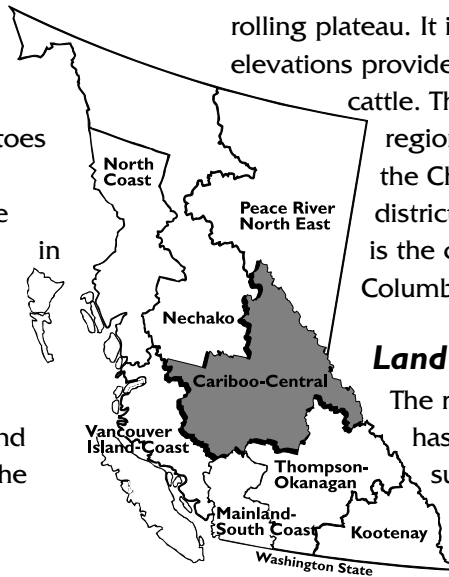 rolling plateau. It i
elevations provide
cattle. Th
region
the Ch
district
is the c
Columb
Land
The r
has
su
toes
e
in
nd
he
North
Coast
Peace River
North East
Nechako
Cariboo-Central
Vancouver
Island-Coast
Thompson-
Okanagan
Mainland-
South Coast
Kootenay
Washington State